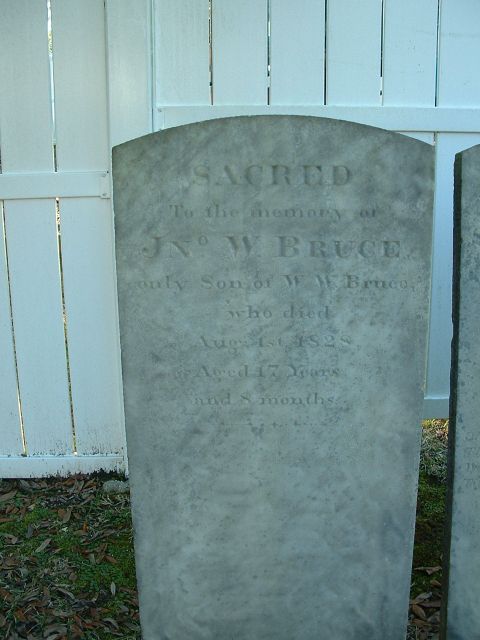 SACRED
To the memory of
JNº. W. BRUCE,
only Son of W. W. Bruce,
who died
Augt. 1st. 1828
Aged 17 Years
and 8 months.